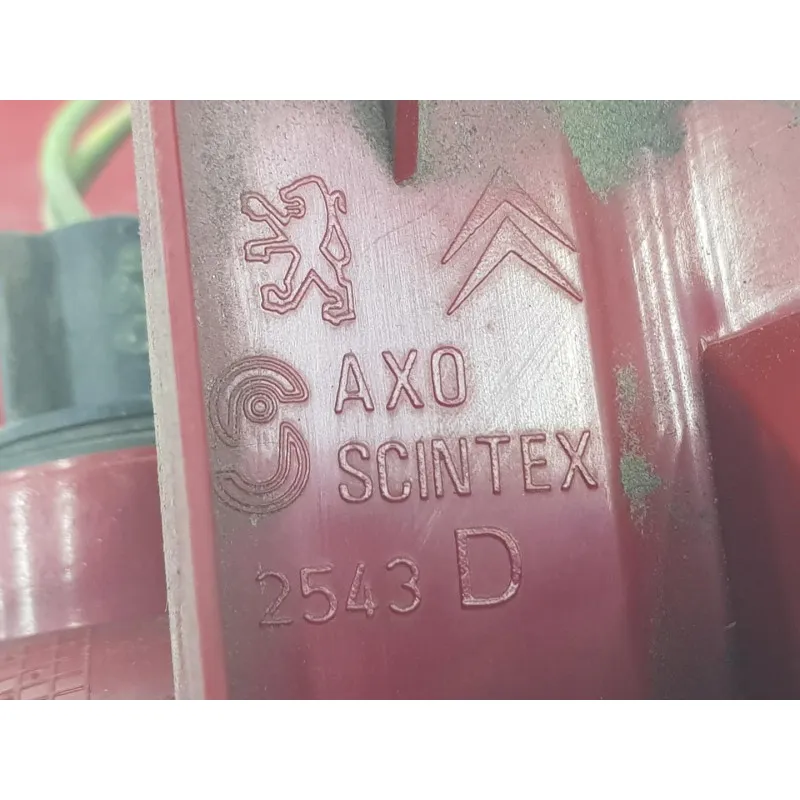 AXO
SCINTEX
2543 D